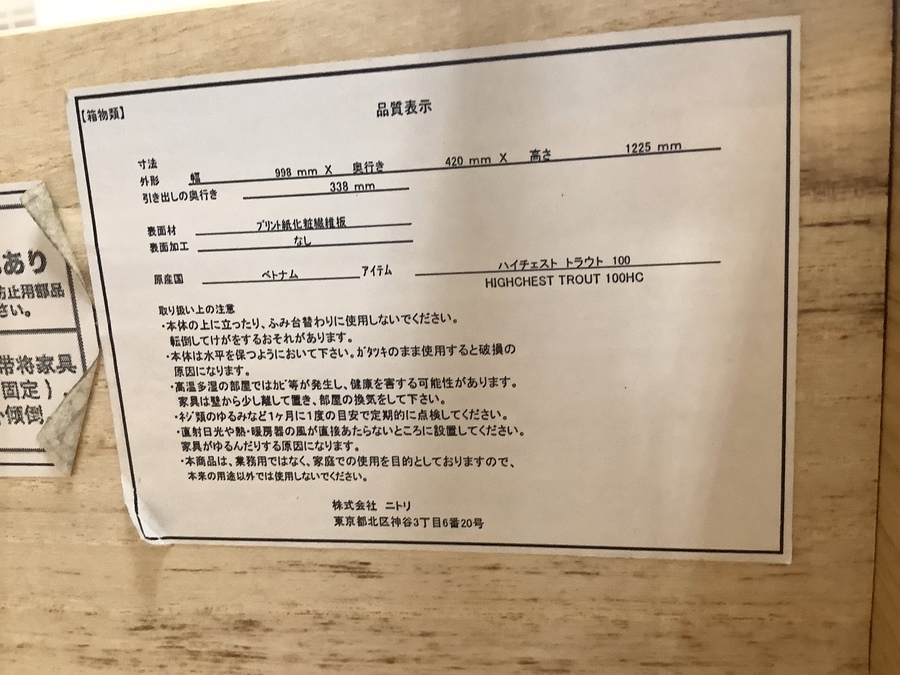 【箱物類】
品質表示
寸法
外形 幅 998 mm X 奥行き 420 mm X 高さ 1225 mm
引き出しの奥行き 338 mm
表面材 プリント紙化粧繊維板
表面加工 なし
原産国 ベトナム アイテム ハイチェスト トラウト 100
HIGHCHEST TROUT 100HC
取り扱い上の注意
・本体の上に立ったり、ふみ台替わりに使用しないでください。
転倒してけがをするおそれがあります。
・本体は水平を保つようにおいて下さい。ガタツキのまま使用すると破損の
原因になります。
・高温多湿の部屋ではカビ等が発生し、健康を害する可能性があります。
家具は壁から少し離して置き、部屋の換気をして下さい。
・ネジ類のゆるみなど1ヶ月に1度の目安で定期的に点検してください。
・直射日光や熱・暖房器の風が直接あたらないところに設置してください。
家具がゆるんだりする原因になります。
・本商品は、業務用ではなく、家庭での使用を目的としておりますので、
本来の用途以外では使用しないでください。
株式会社 ニトリ
東京都北区神谷3丁目6番20号
あり
防止用部品
さい。
帯将家具
固定）
傾倒